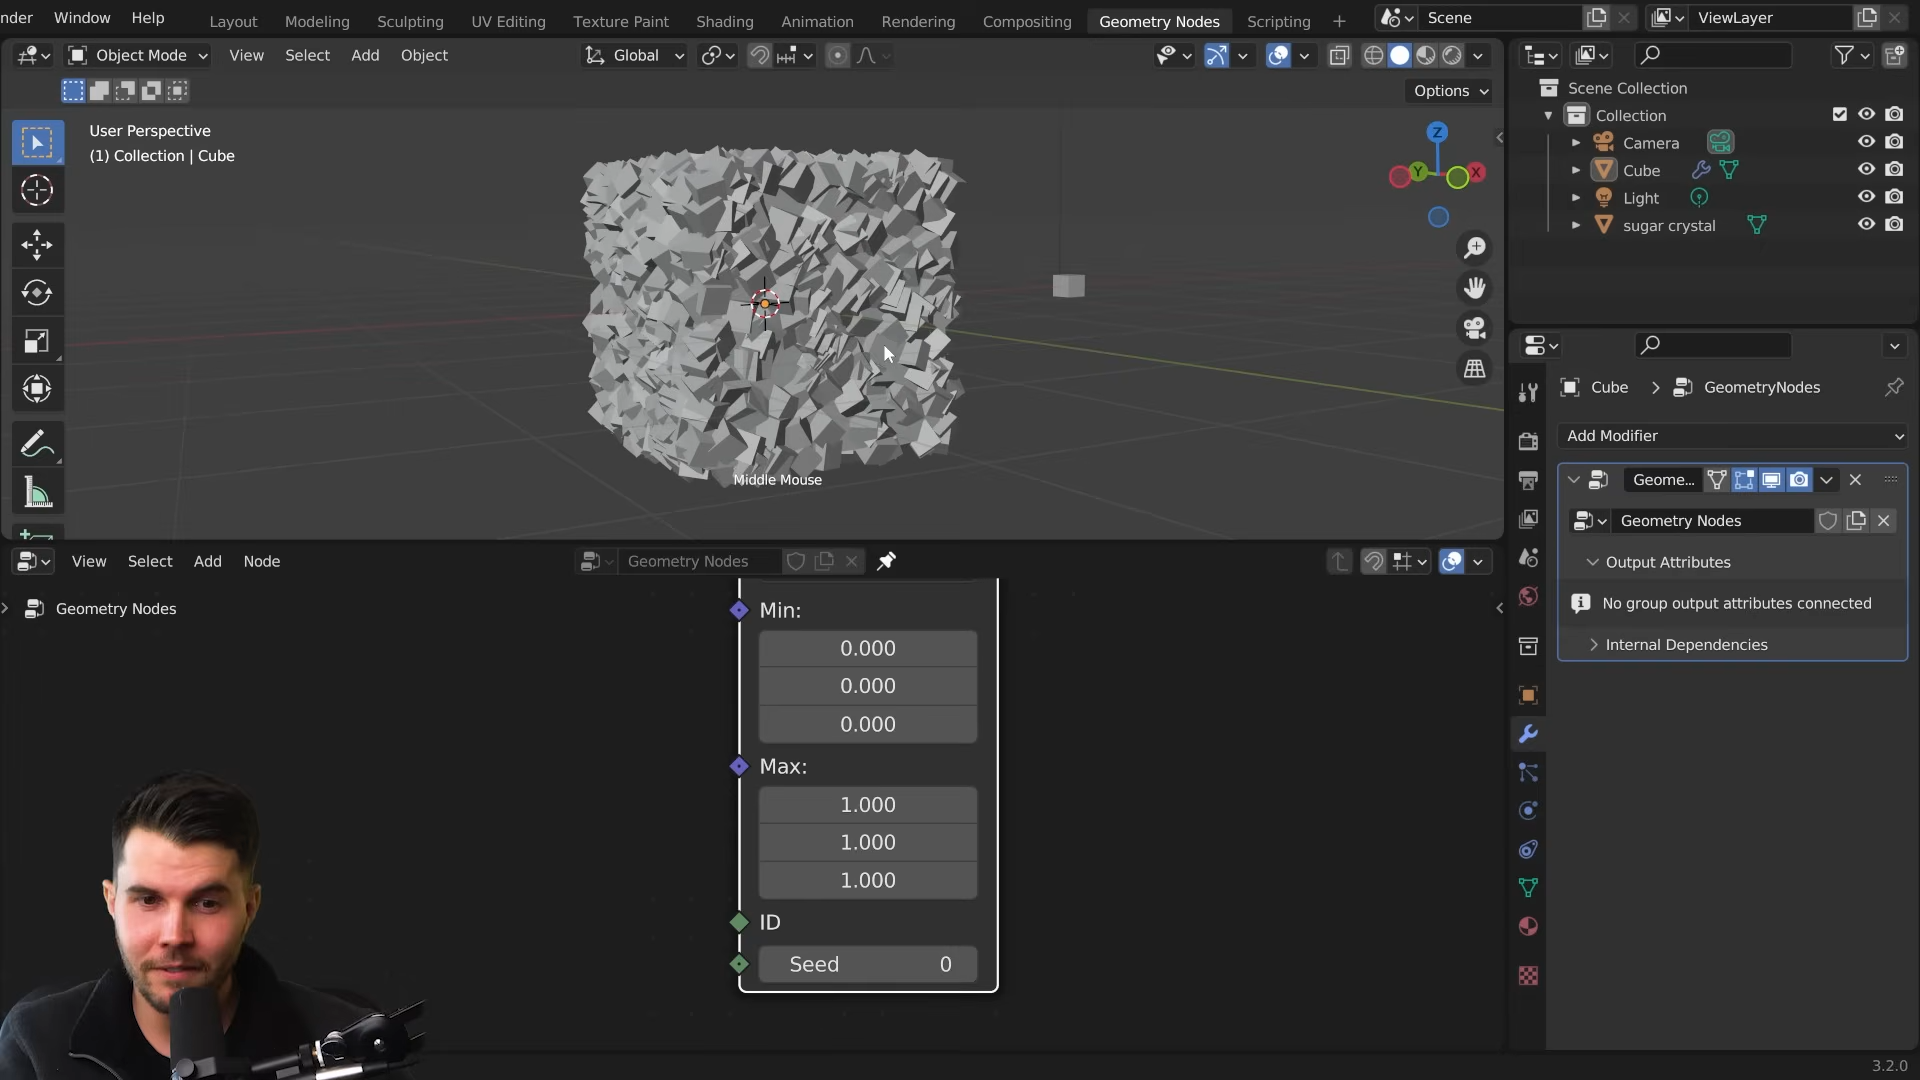 nder Window Help Layout Modeling Sculpting UV Editing Texture Paint Shading Animation Rendering Compositing Geometry Nodes Scripting + Scene ViewLayer
Object Mode View Select Add Object Global
Options
User Perspective
(1) Collection | Cube
Z
Y X
Middle Mouse
Scene Collection
Collection
Camera
Cube
Light
sugar crystal
Cube > GeometryNodes
Add Modifier
Geome...
Geometry Nodes
Output Attributes
No group output attributes connected
Internal Dependencies
View Select Add Node Geometry Nodes
Geometry Nodes
Min:
0.000
0.000
0.000
Max:
1.000
1.000
1.000
ID
Seed 0
3.2.0